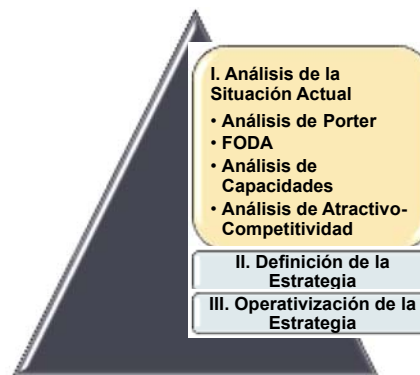 I. Análisis de la
Situación Actual
• Análisis de Porter
• FODA
• Análisis de
Capacidades
• Análisis de Atractivo-
Competitividad
II. Definición de la
Estrategia
III. Operativización de la
Estrategia